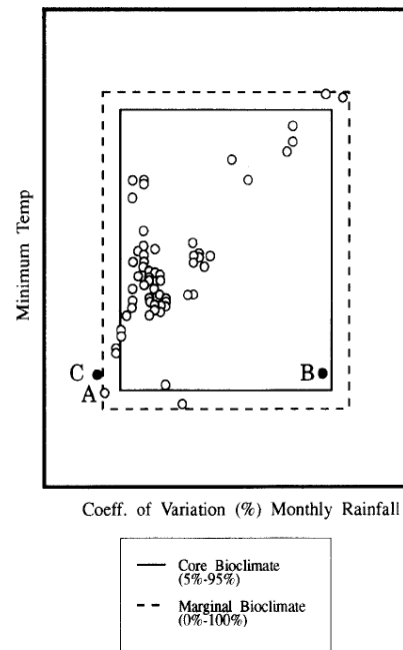 Minimum Temp
C
A
B
Coeff. of Variation (%) Monthly Rainfall
Core Bioclimate
(5%-95%)
Marginal Bioclimate
(0%-100%)